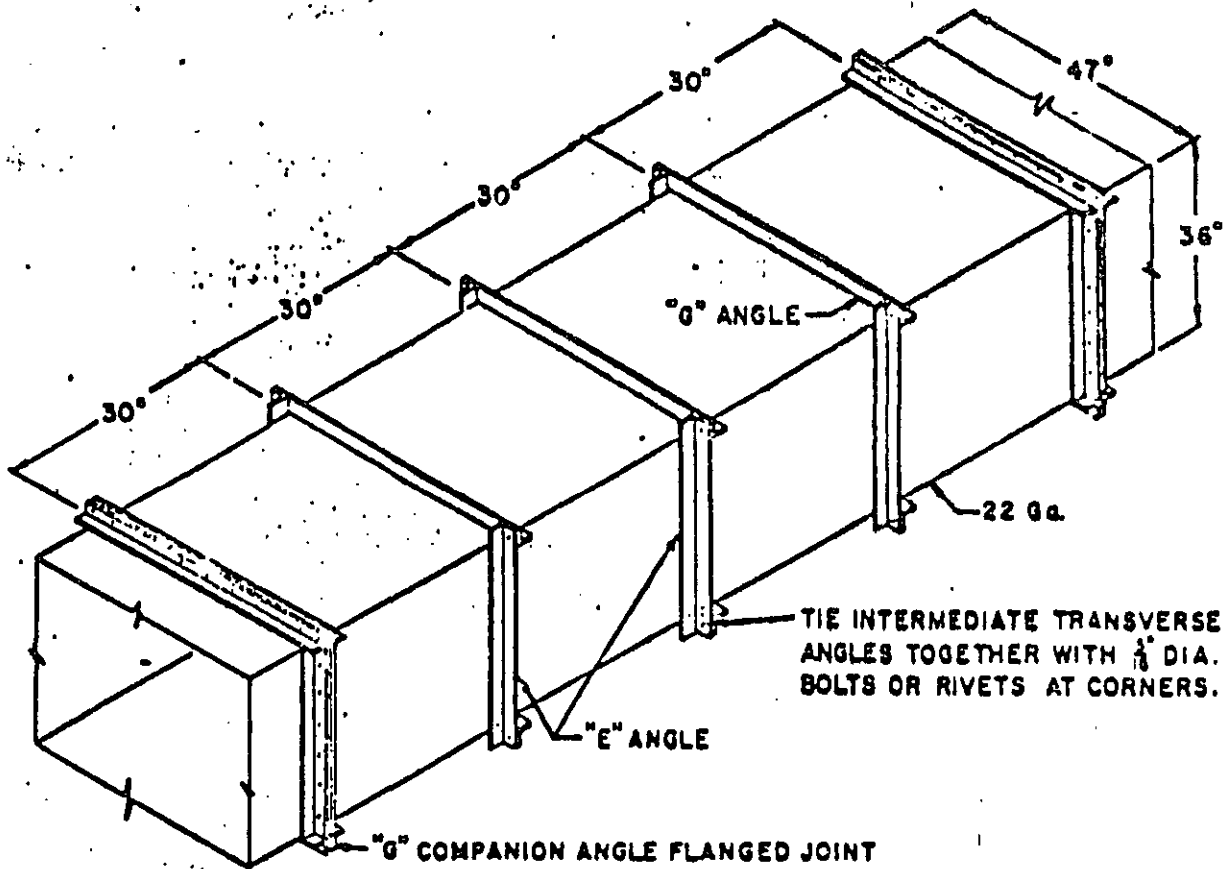 47"
30"
30"
36"
30"
"G" ANGLE
30"
22 Ga.
TIE INTERMEDIATE TRANSVERSE
ANGLES TOGETHER WITH DIA.
BOLTS OR RIVETS AT CORNERS.
"E" ANGLE
"G" COMPANION ANGLE FLANGED JOINT